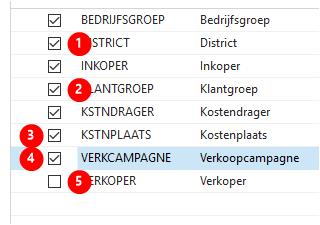 BEDRIJFSGROEP Bedrijfsgroep
1 ISTRICT District
INKOPER Inkoper
2 LANTGROEP Klantgroep
KSTNDRAGER Kostendrager
3 KSTNPLAATS Kostenplaats
4 VERKCAMPAGNE Verkoopcampagne
5 ERKOPER Verkoper